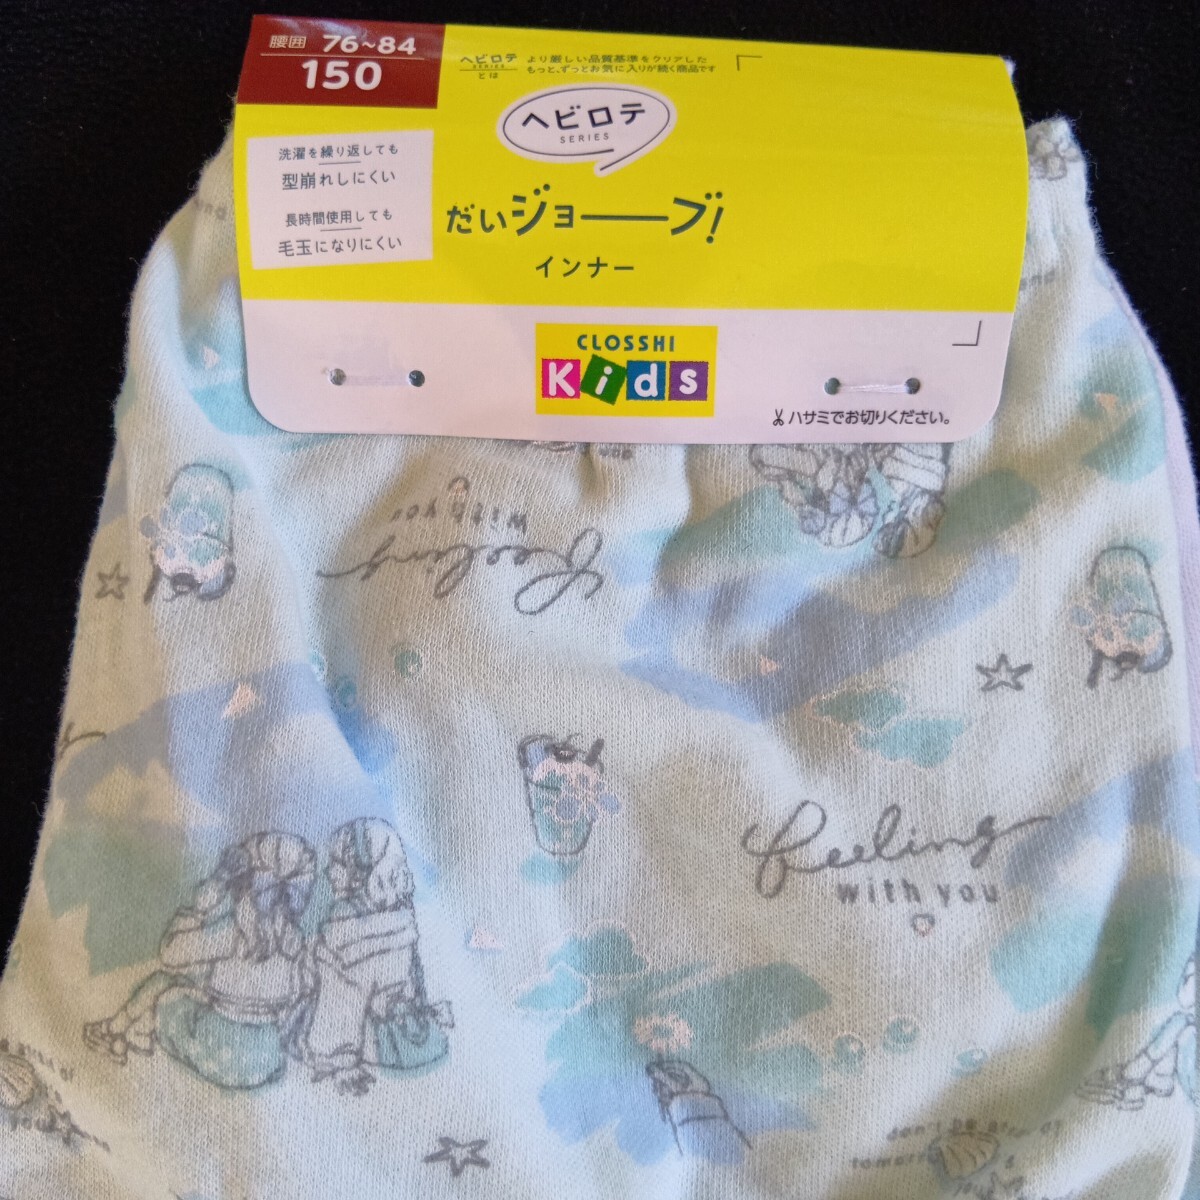 腰囲 76~84
150
ヘビロテ
SERIES
とは
より厳しい品質基準をクリアした
もっと、ずっとお気に入りが続く商品です
ヘビロテ
SERIES
洗濯を繰り返しても
型崩れしにくい
長時間使用しても
毛玉になりにくい
だいジョーブ!
インナー
CLOSSHI
Kids
ハサミでお切りください。
feeling
with you
feeling
with you